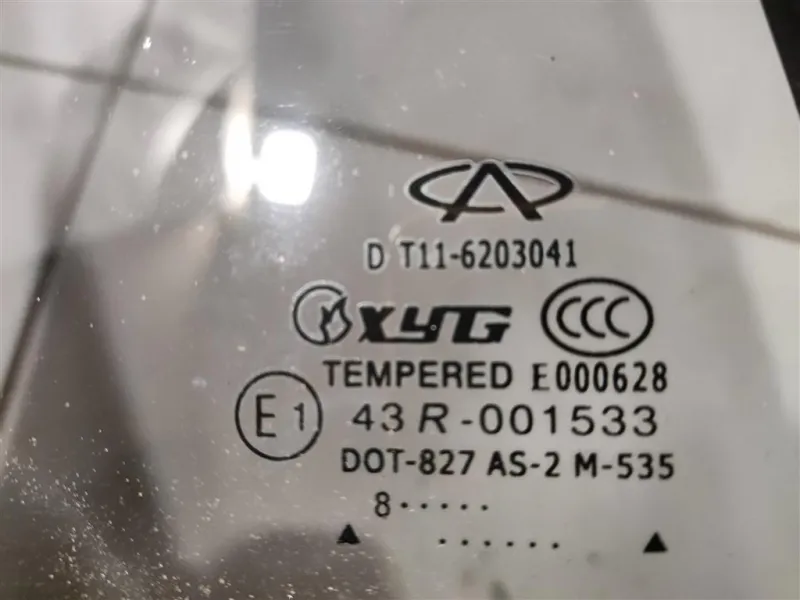 D T11-6203041
XYG CCC
TEMPERED E000628
E1 43R-001533
DOT-827 AS-2 M-535
8.....
......